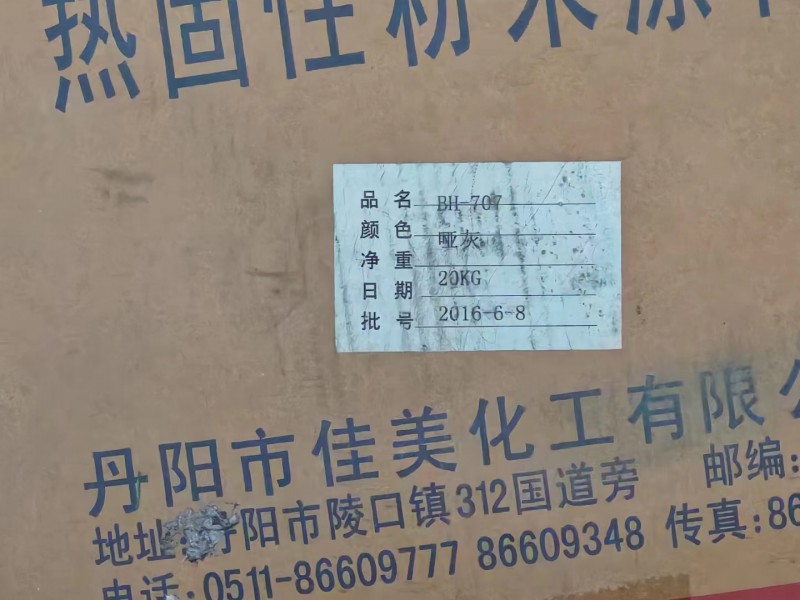 热固性粉末涂
品名 BH-707
颜色 哑灰
净重 20KG
日期 2016-6-8
批号
丹阳市佳美化工有限公
地址 丹阳市陵口镇312国道旁 邮编:
电话:0511-86609777 86609348 传真:86